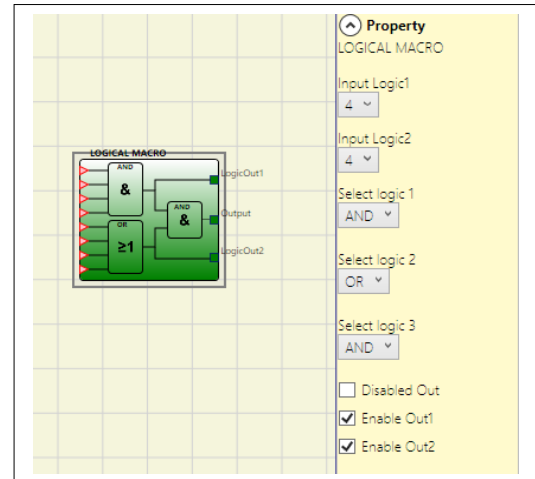 Property
LOGICAL MACRO
Input Logic1
4
Input Logic2
4
Select logic 1
AND
Select logic 2
OR
Select logic 3
AND
Disabled Out
Enable Out1
Enable Out2
LOGICAL MACRO
AND
&
LogicOut1
AND
&
Output
OR
≥1
LogicOut2